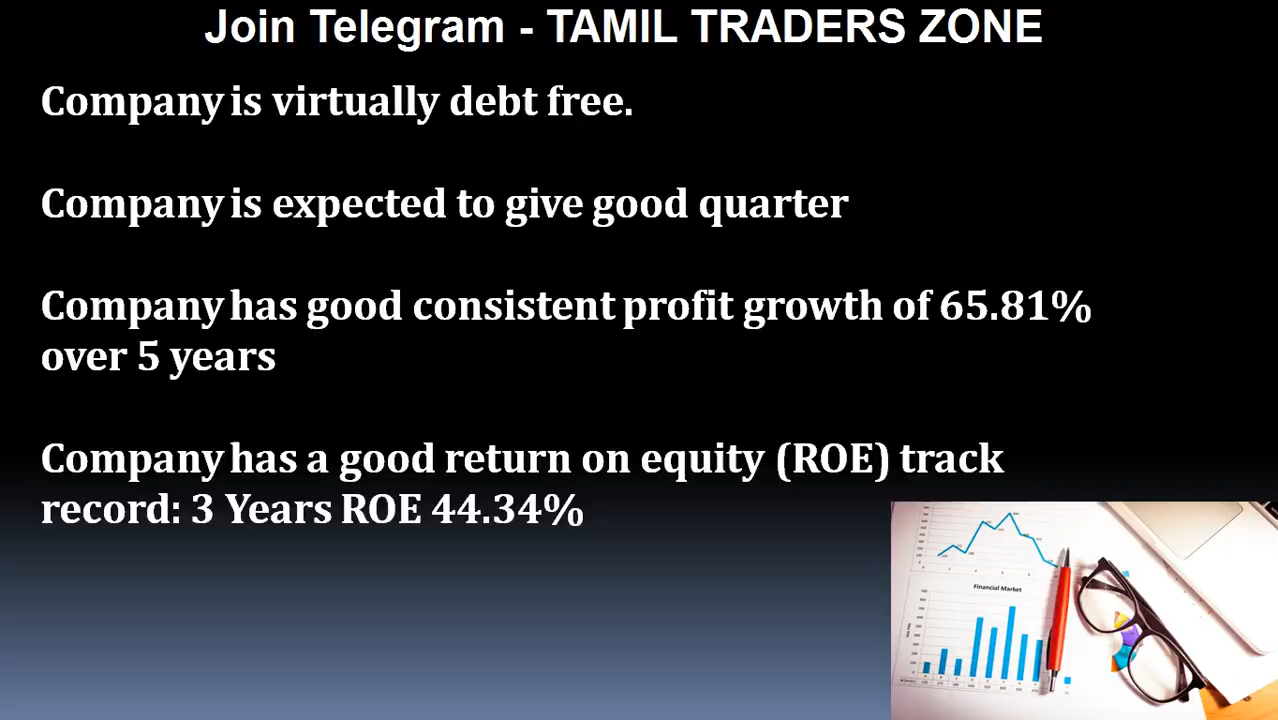 Join Telegram - TAMIL TRADERS ZONE
Company is virtually debt free.
Company is expected to give good quarter
Company has good consistent profit growth of 65.81%
over 5 years
Company has a good return on equity (ROE) track
record: 3 Years ROE 44.34%
Financial Market